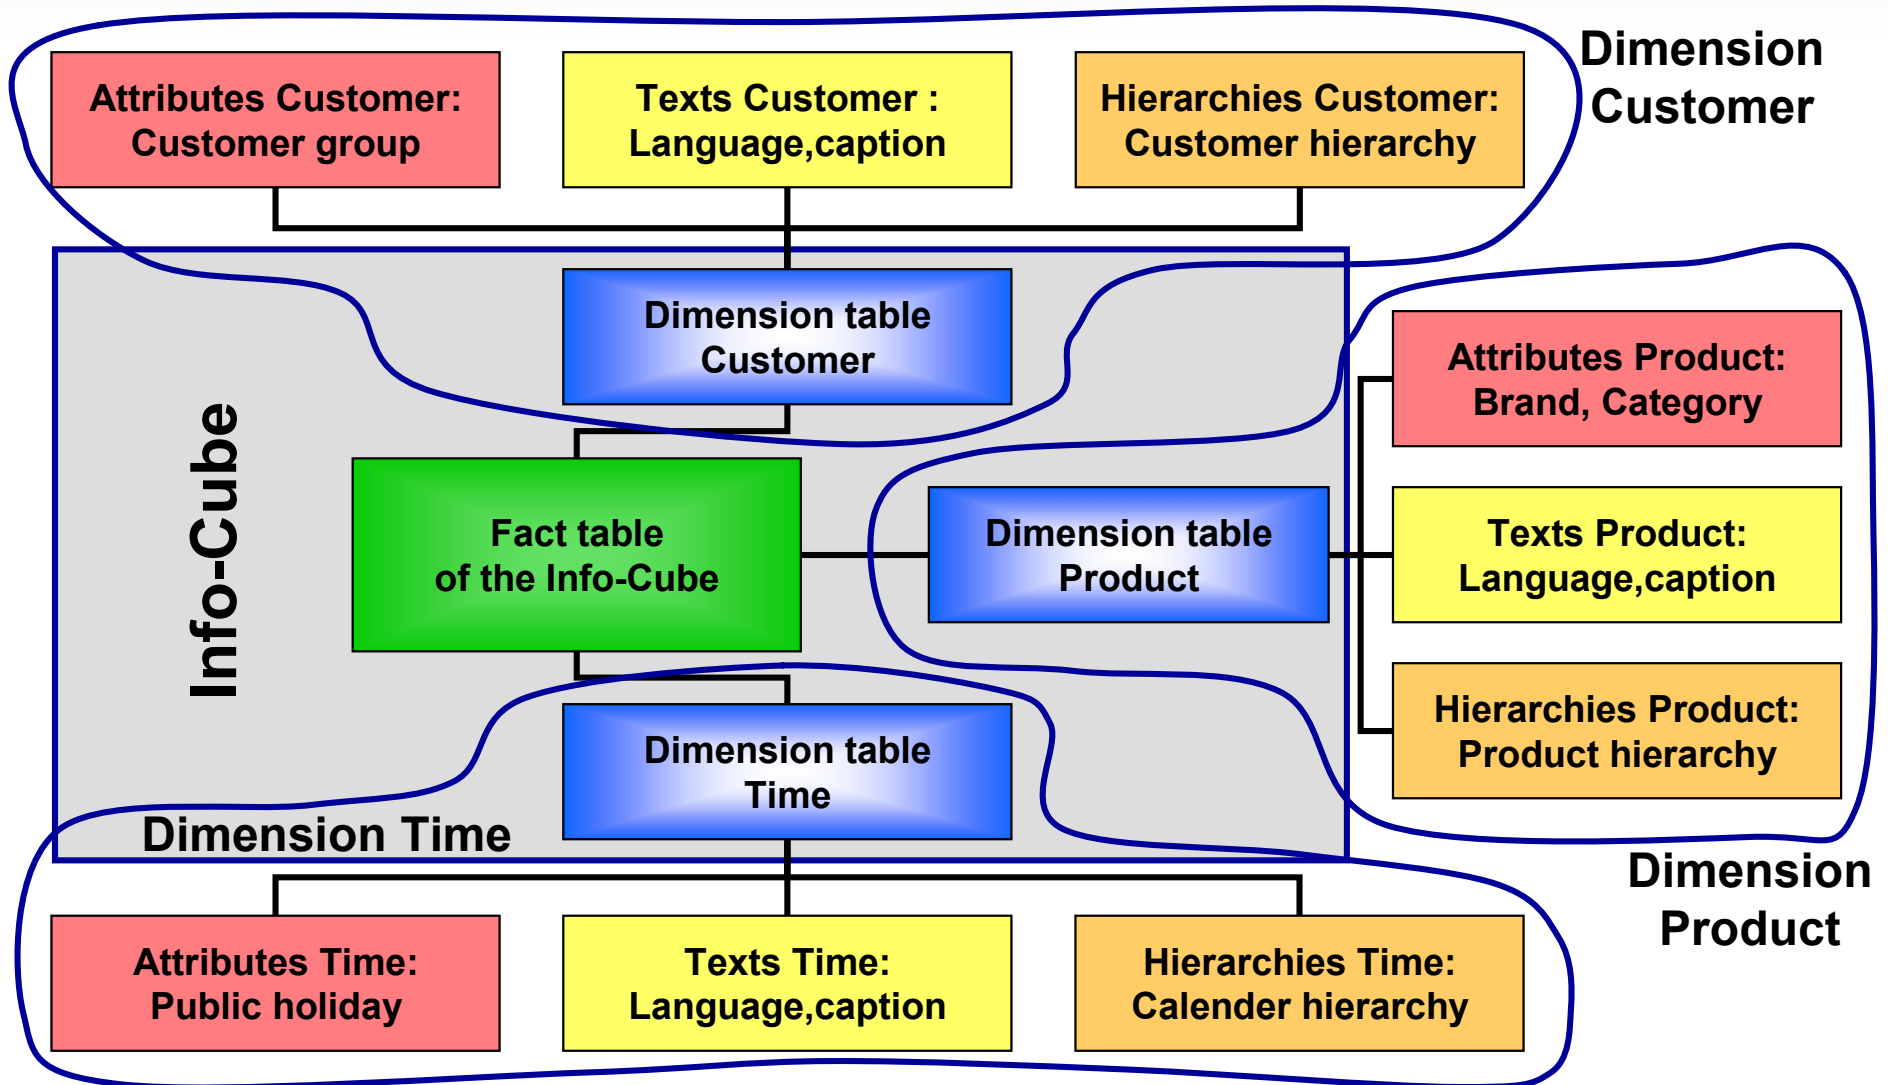 Dimension
Customer
Attributes Customer:
Customer group
Texts Customer :
Language,caption
Hierarchies Customer:
Customer hierarchy
Dimension table
Customer
Info-Cube
Fact table
of the Info-Cube
Dimension table
Product
Attributes Product:
Brand, Category
Texts Product:
Language,caption
Hierarchies Product:
Product hierarchy
Dimension table
Time
Dimension Time
Dimension
Product
Attributes Time:
Public holiday
Texts Time:
Language,caption
Hierarchies Time:
Calender hierarchy